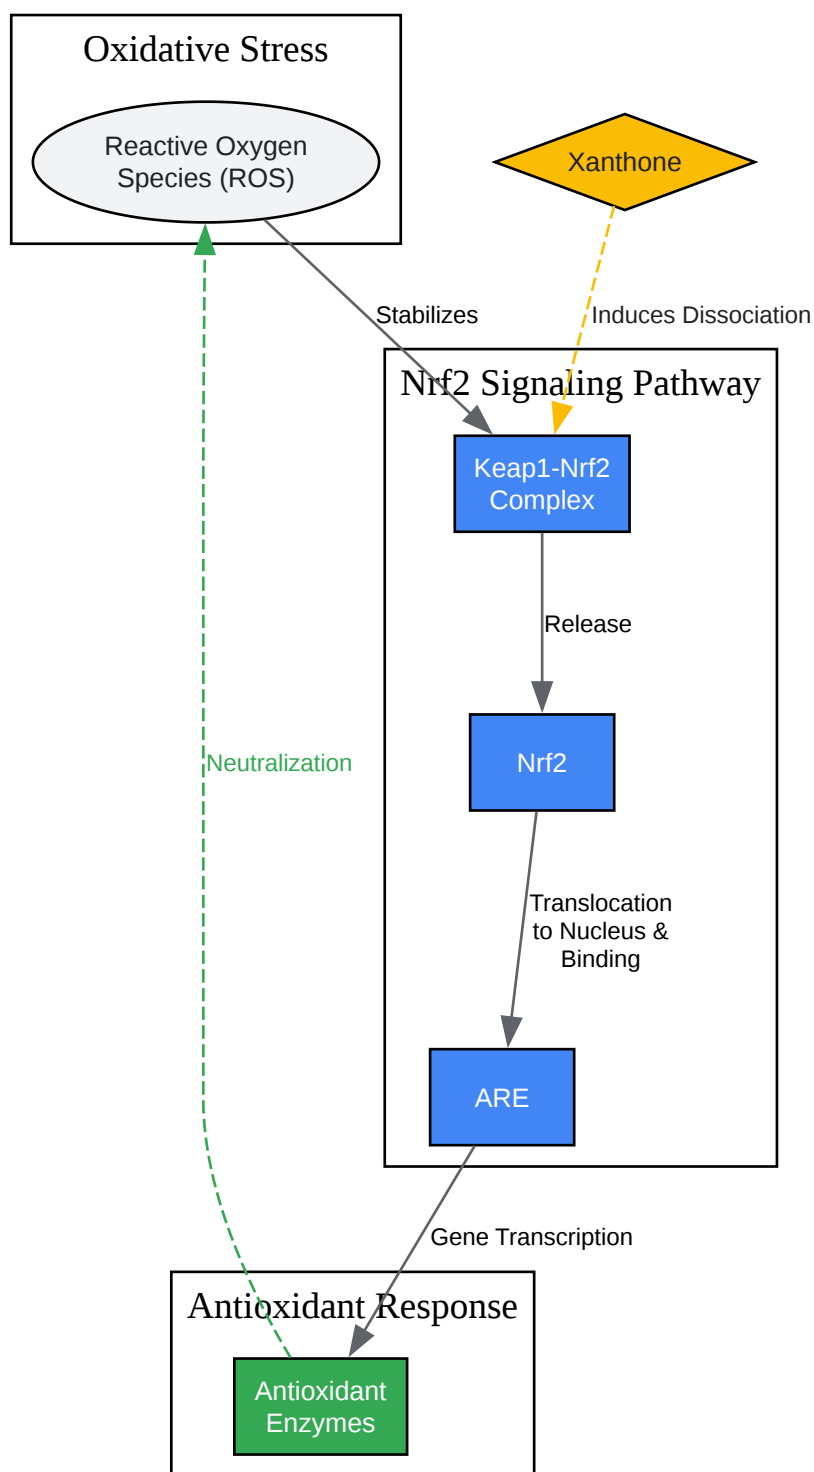 Oxidative Stress
Reactive Oxygen
Species (ROS)
Xanthone
Stabilizes
Induces Dissociation
Nrf2 Signaling Pathway
Keap1-Nrf2
Complex
Release
Nrf2
Neutralization
Translocation
to Nucleus &
Binding
ARE
Gene Transcription
Antioxidant Response
Antioxidant
Enzymes